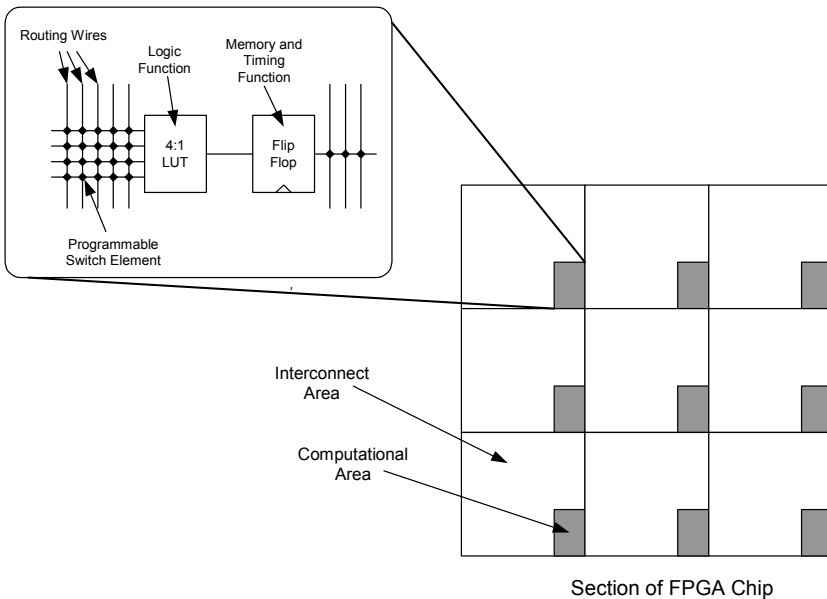 Routing Wires
Logic
Function
Memory and
Timing
Function
4:1
LUT
Flip
Flop
Programmable
Switch Element
,
Interconnect
Area
Computational
Area
Section of FPGA Chip